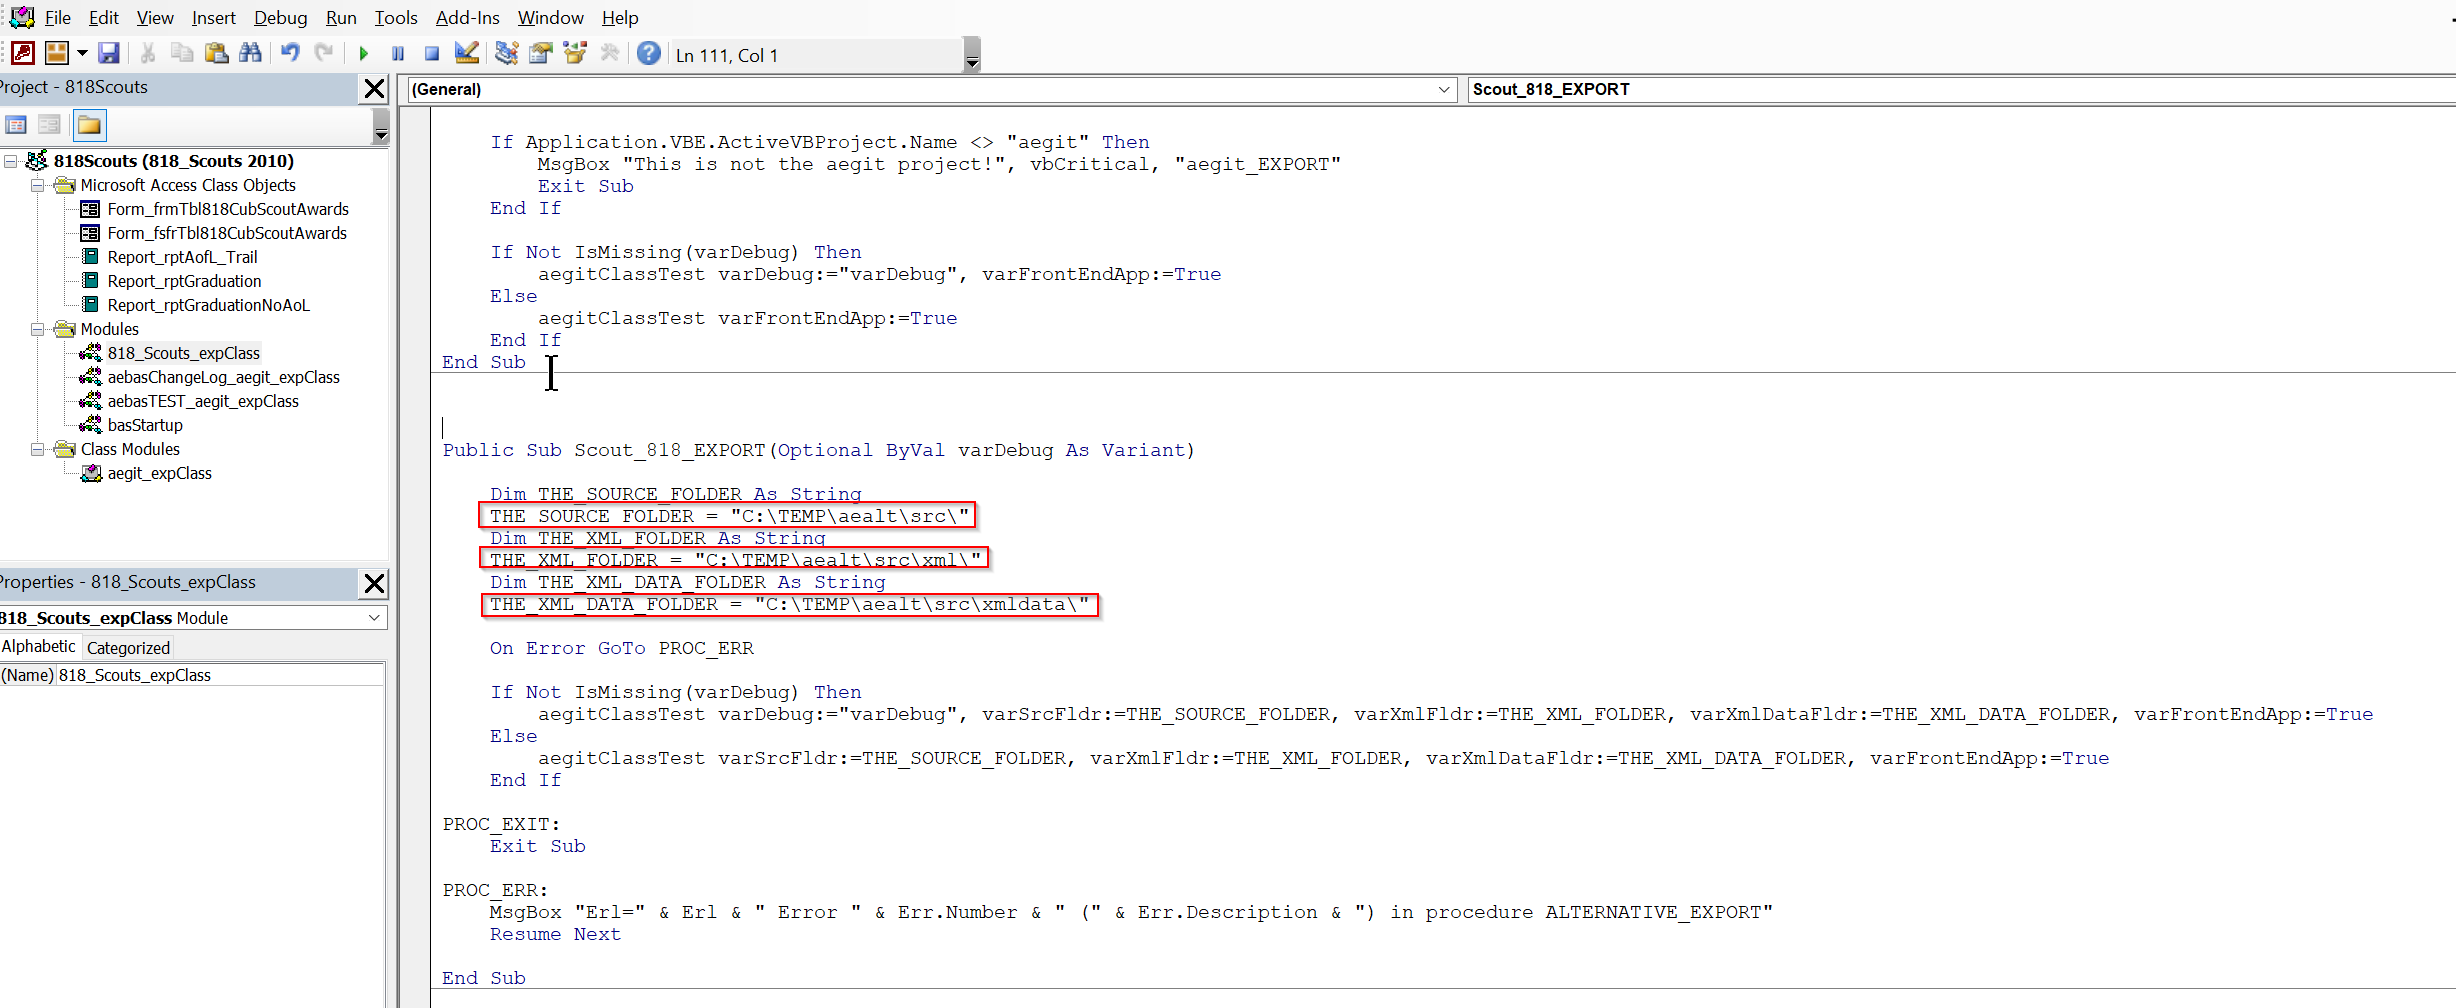 File Edit View Insert Debug Run Tools Add-Ins Window Help
Ln 111, Col 1
Project - 818Scouts
(General)
Scout_818_EXPORT
818Scouts (818_Scouts 2010)
Microsoft Access Class Objects
Form_frmTbl818CubScoutAwards
Form_fsfrTbl818CubScoutAwards
Report_rptAofL_Trail
Report_rptGraduation
Report_rptGraduationNoAoL
Modules
818_Scouts_expClass
aebasChangeLog_aegit_expClass
aebasTEST_aegit_expClass
basStartup
Class Modules
aegit_expClass
Properties - 818_Scouts_expClass
818_Scouts_expClass Module
Alphabetic Categorized
(Name) 818_Scouts_expClass
If Application.VBE.ActiveVBProject.Name <> "aegit" Then
MsgBox "This is not the aegit project!", vbCritical, "aegit_EXPORT"
Exit Sub
End If
If Not IsMissing(varDebug) Then
aegitClassTest varDebug:="varDebug", varFrontEndApp:=True
Else
aegitClassTest varFrontEndApp:=True
End If
End Sub
Public Sub Scout_818_EXPORT(Optional ByVal varDebug As Variant)
Dim THE_SOURCE_FOLDER As String
THE_SOURCE_FOLDER = "C:\TEMP\aealt\src\"
Dim THE_XML_FOLDER As String
THE_XML_FOLDER = "C:\TEMP\aealt\src\xml\"
Dim THE_XML_DATA_FOLDER As String
THE_XML_DATA_FOLDER = "C:\TEMP\aealt\src\xmldata\"
On Error GoTo PROC_ERR
If Not IsMissing(varDebug) Then
aegitClassTest varDebug:="varDebug", varSrcFldr:=THE_SOURCE_FOLDER, varXmlFldr:=THE_XML_FOLDER, varXmlDataFldr:=THE_XML_DATA_FOLDER, varFrontEndApp:=True
Else
aegitClassTest varSrcFldr:=THE_SOURCE_FOLDER, varXmlFldr:=THE_XML_FOLDER, varXmlDataFldr:=THE_XML_DATA_FOLDER, varFrontEndApp:=True
End If
PROC_EXIT:
Exit Sub
PROC_ERR:
MsgBox "Erl=" & Erl & " Error " & Err.Number & " (" & Err.Description & ") in procedure ALTERNATIVE_EXPORT"
Resume Next
End Sub